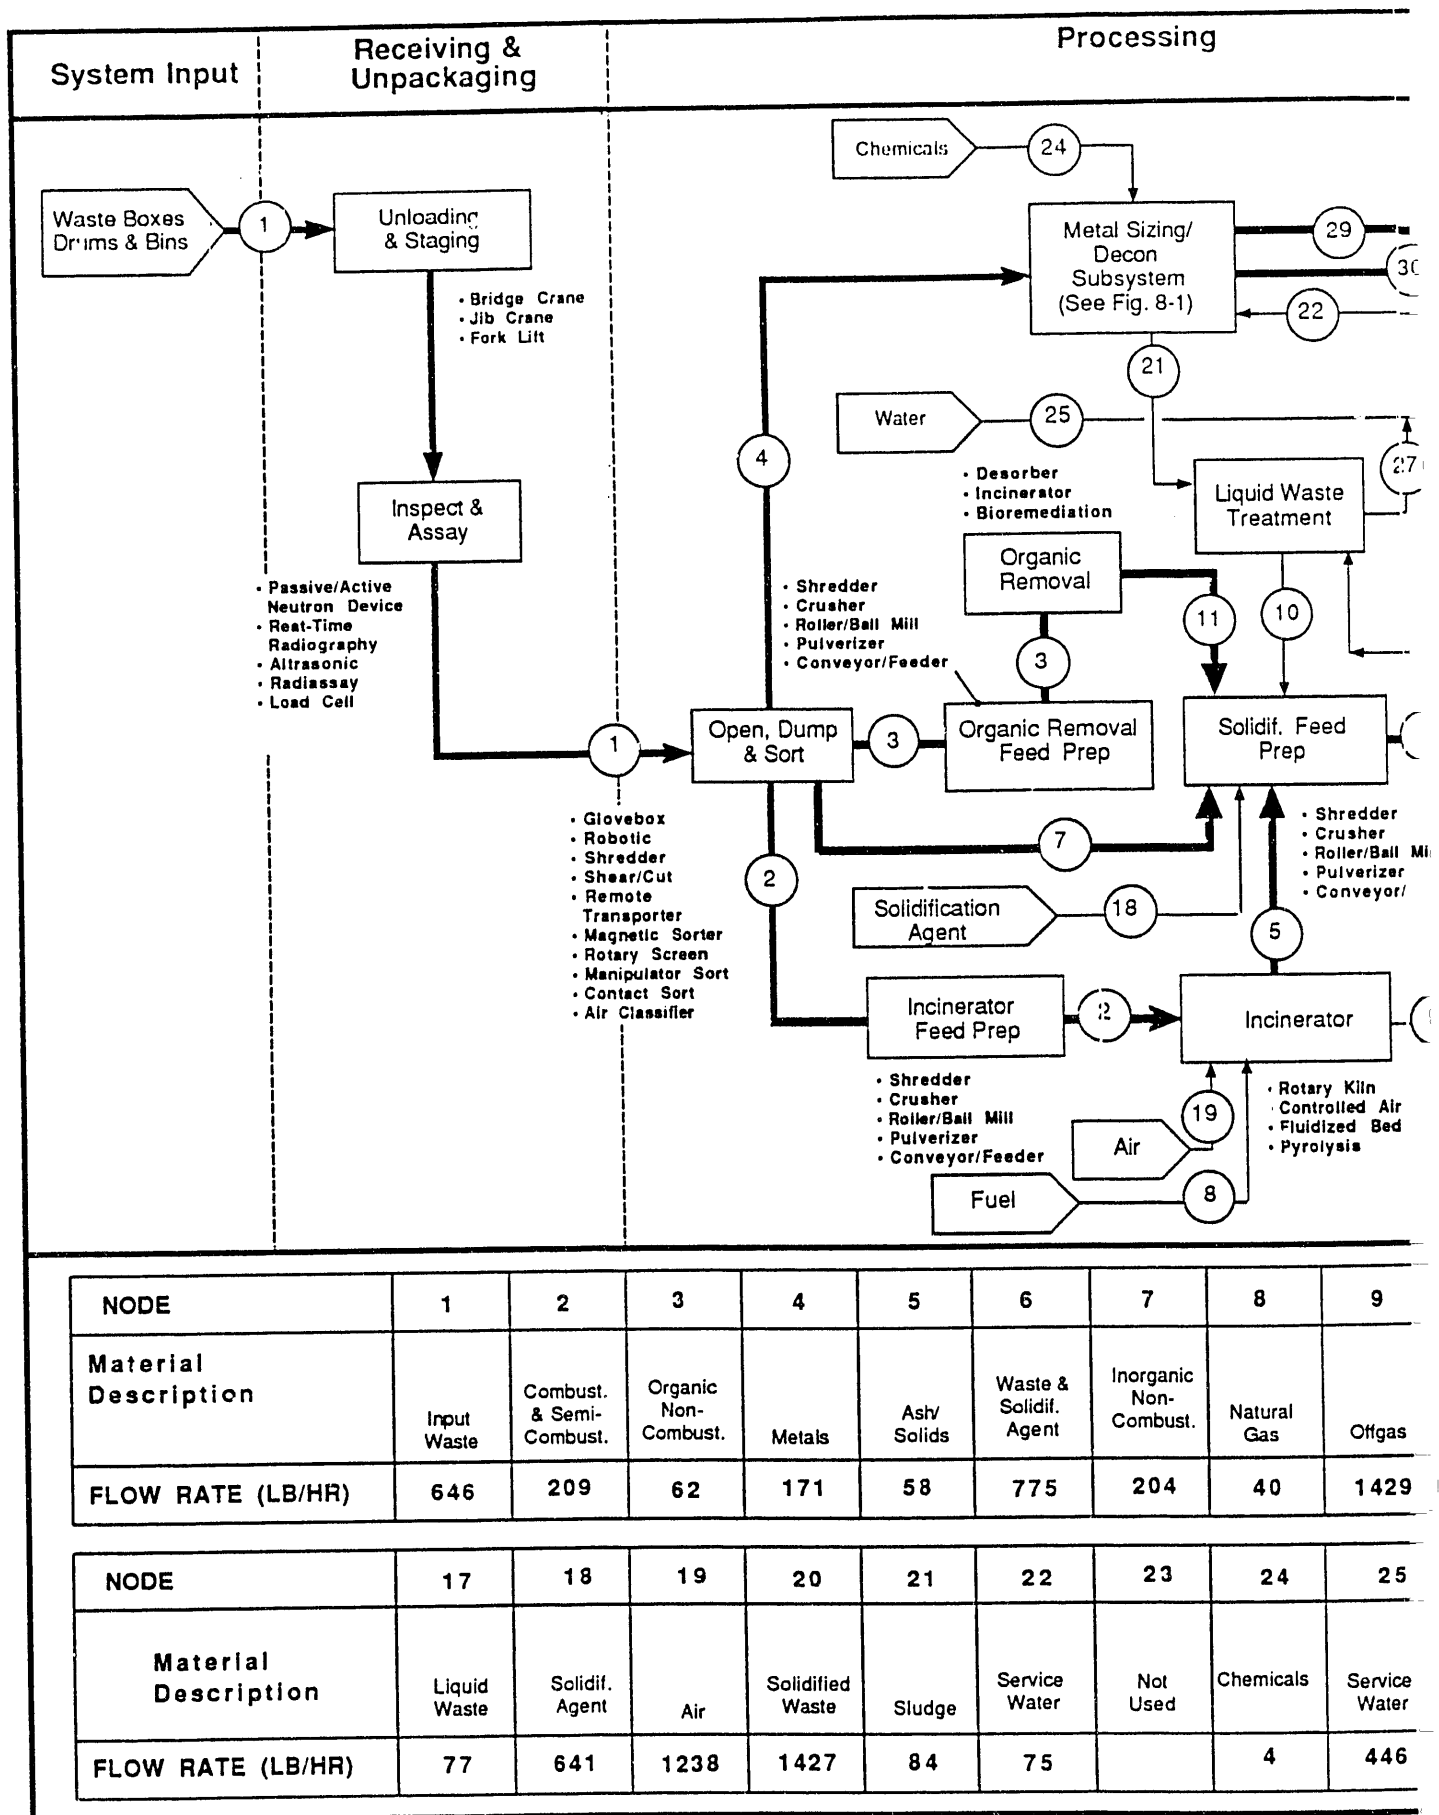 System Input
Receiving &
Unpackaging
Processing
Chemicals
24
Waste Boxes
Drums & Bins
1
Unloading
& Staging
Metal Sizing/
Decon
Subsystem
(See Fig. 8-1)
29
30
22
• Bridge Crane
• Jib Crane
• Fork Lift
21
Water
25
4
27
• Desorber
• Incinerator
• Bioremediation
Liquid Waste
Treatment
Inspect &
Assay
Organic
Removal
• Passive/Active
Neutron Device
• Real-Time
Radiography
• Altrasonic
• Radiassay
• Load Cell
• Shredder
• Crusher
• Roller/Ball Mill
• Pulverizer
• Conveyor/Feeder
11
10
3
1
Open, Dump
& Sort
3
Organic Removal
Feed Prep
Solidif. Feed
Prep
• Glovebox
• Robotic
• Shredder
• Shear/Cut
• Remote
Transporter
• Magnetic Sorter
• Rotary Screen
• Manipulator Sort
• Contact Sort
• Air Classifier
7
• Shredder
• Crusher
• Roller/Ball Mi
• Pulverizer
• Conveyor/
2
Solidification
Agent
18
5
Incinerator
Feed Prep
2
Incinerator
• Shredder
• Crusher
• Roller/Ball Mill
• Pulverizer
• Conveyor/Feeder
Air
19
• Rotary Kiln
• Controlled Air
• Fluidized Bed
• Pyrolysis
Fuel
8
NODE 1 2 3 4 5 6 7 8 9
Material
Description
Input
Waste
Combust.
& Semi-
Combust.
Organic
Non-
Combust.
Metals
Ash/
Solids
Waste &
Solidif.
Agent
Inorganic
Non-
Combust.
Natural
Gas
Offgas
FLOW RATE (LB/HR) 646 209 62 171 58 775 204 40 1429
NODE 17 18 19 20 21 22 23 24 25
Material
Description
Liquid
Waste
Solidif.
Agent
Air
Solidified
Waste
Sludge
Service
Water
Not
Used
Chemicals
Service
Water
FLOW RATE (LB/HR) 77 641 1238 1427 84 75 4 446